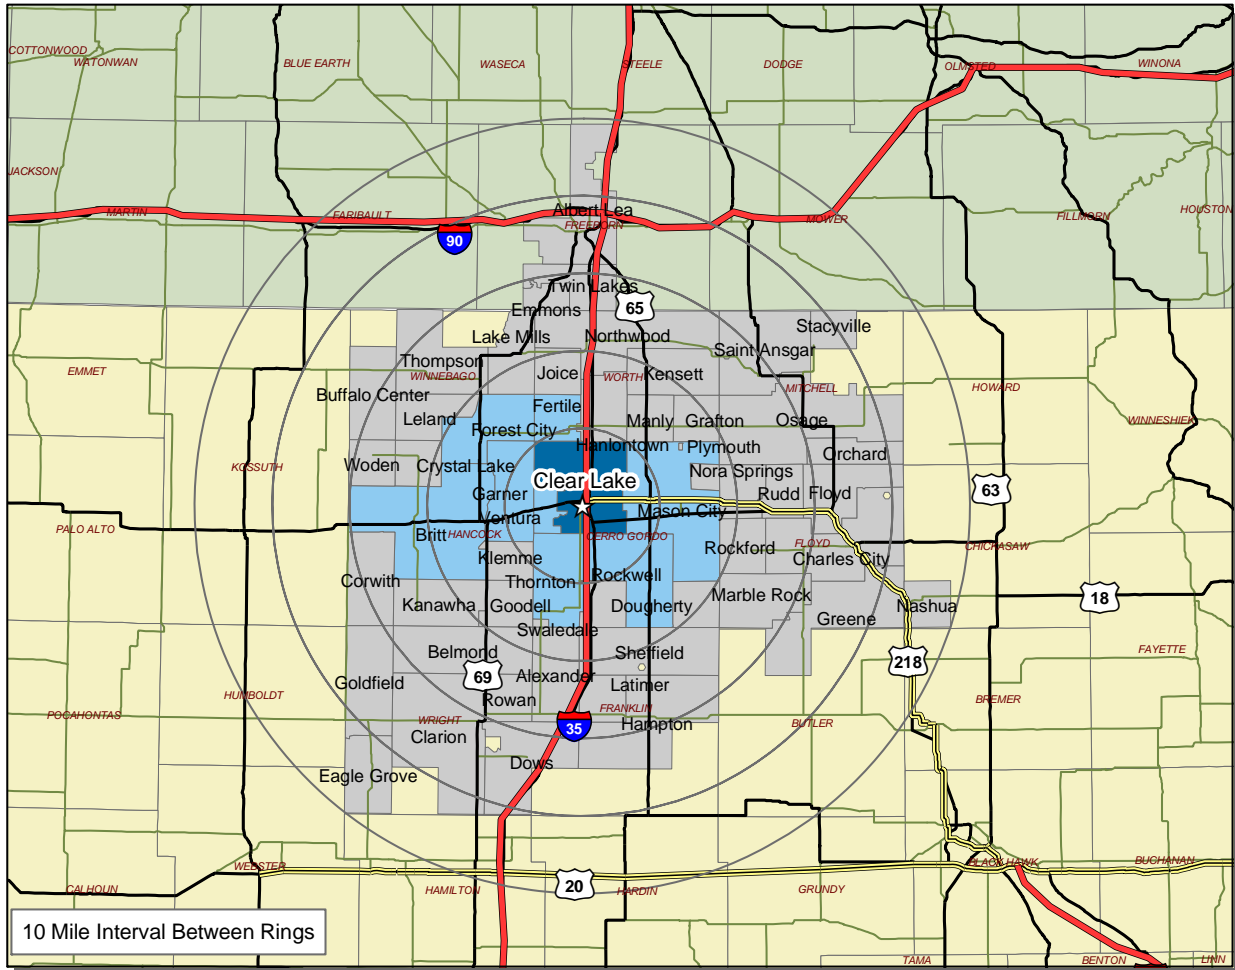 COTTONWOOD
WATONWAN
BLUE EARTH
WASECA
STEELE
DODGE
OLMSTED
WINONA
JACKSON
MARTIN
FARIBAULT
Albert Lea
FREEBORN
MOWER
FILLMORN
HOUSTON
90
Twin Lakes
Emmons
65
Lake Mills
Northwood
Stacyville
Saint Ansgar
Thompson
WINNEBAGO
Joice
WORTH
Kensett
EMMET
MITCHELL
HOWARD
Buffalo Center
Leland
Fertile
Forest City
Manly
Grafton
Osage
WINNESHIEK
Hanlontown
Plymouth
Orchard
KOSSUTH
Woden
Crystal Lake
Nora Springs
Clear Lake
Garner
Rudd
Floyd
63
Ventura
Mason City
PALO ALTO
Britt
HANCOCK
CERRO GORDO
Rockford
FLOYD
CHICKASAW
Klemme
Charles City
Corwith
Thornton
Rockwell
Kanawha
Goodell
Dougherty
Marble Rock
Nashua
18
Greene
Swaledale
Belmond
Sheffield
218
FAYETTE
69
Goldfield
Alexander
Latimer
HUMBOLDT
Rowan
BREMER
POCAHONTAS
WRIGHT
FRANKLIN
35
Hampton
BUTLER
Clarion
Dows
Eagle Grove
WEBSTER
BLACK HAWK
BUCHANAN
CALHOUN
HAMILTON
20
HARDIN
GRUNDY
10 Mile Interval Between Rings
TAMA
BENTON
LINN